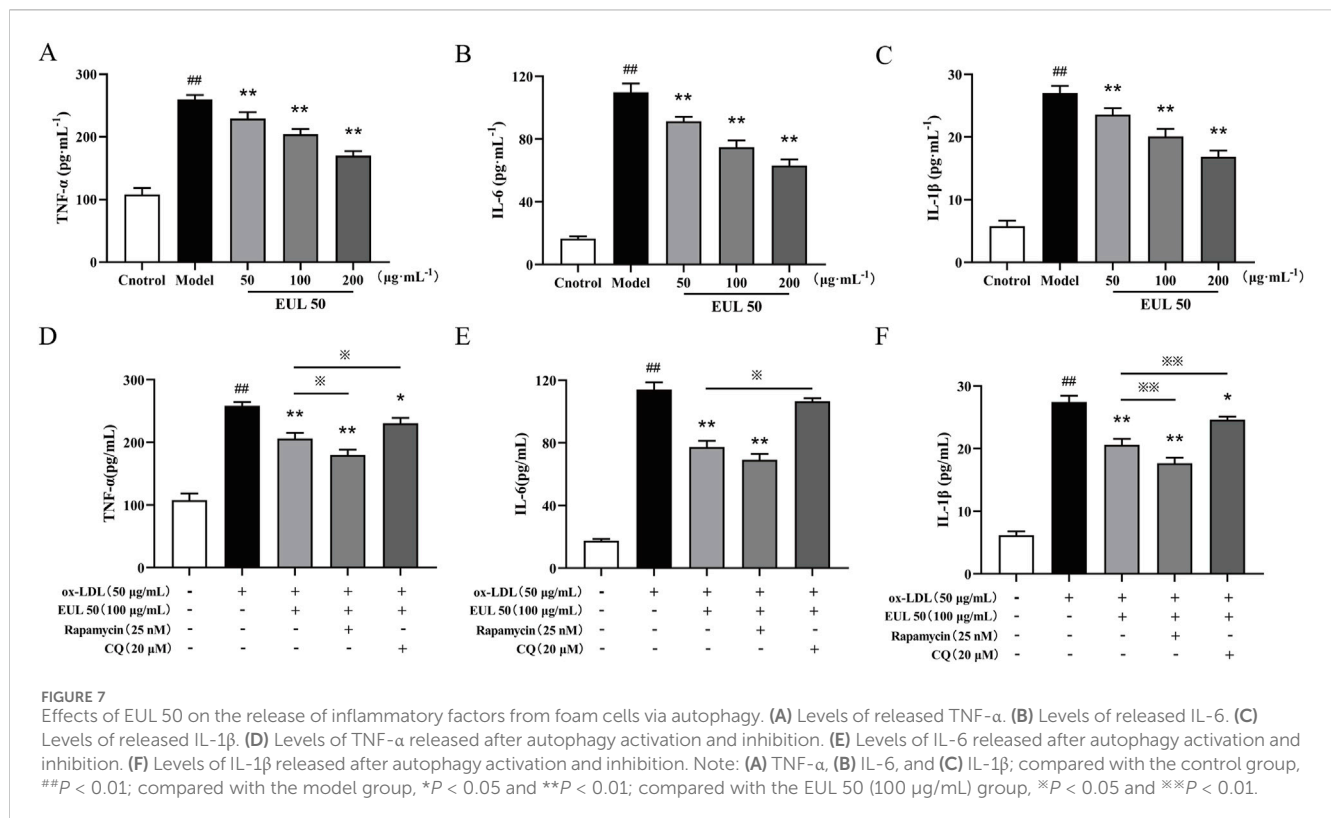 A
B
C
300
200
100
0
TNF-α (pg·mL⁻¹)
##
**
**
**
Cnotrol Model 50 100 200 (μg·mL⁻¹)
EUL 50
120
80
40
0
IL-6 (pg·mL⁻¹)
##
**
**
**
Cnotrol Model 50 100 200 (μg·mL⁻¹)
EUL 50
30
20
10
0
IL-1β (pg·mL⁻¹)
##
**
**
**
Cnotrol Model 50 100 200 (μg·mL⁻¹)
EUL 50
D
E
F
300
200
100
0
TNF-α(pg/mL)
※
※
##
**
**
*
ox-LDL(50 μg/mL) - + + + +
EUL 50(100 μg/mL) - - + + +
Rapamycin(25 nM) - - - + -
CQ(20 μM) - - - - +
120
80
40
0
IL-6(pg/mL)
※
##
**
**
ox-LDL(50 μg/mL) - + + + +
EUL 50(100 μg/mL) - - + + +
Rapamycin(25 nM) - - - + -
CQ(20 μM) - - - - +
30
20
10
0
IL-1β (pg/mL)
※※
※※
##
**
**
*
ox-LDL(50 μg/mL) - + + + +
EUL 50(100 μg/mL) - - + + +
Rapamycin(25 nM) - - - + -
CQ(20 μM) - - - - +
FIGURE 7
Effects of EUL 50 on the release of inflammatory factors from foam cells via autophagy. (A) Levels of released TNF-α. (B) Levels of released IL-6. (C)
Levels of released IL-1β. (D) Levels of TNF-α released after autophagy activation and inhibition. (E) Levels of IL-6 released after autophagy activation and
inhibition. (F) Levels of IL-1β released after autophagy activation and inhibition. Note: (A) TNF-α, (B) IL-6, and (C) IL-1β; compared with the control group,
##P < 0.01; compared with the model group, *P < 0.05 and **P < 0.01; compared with the EUL 50 (100 μg/mL) group, ※P < 0.05 and ※※P < 0.01.